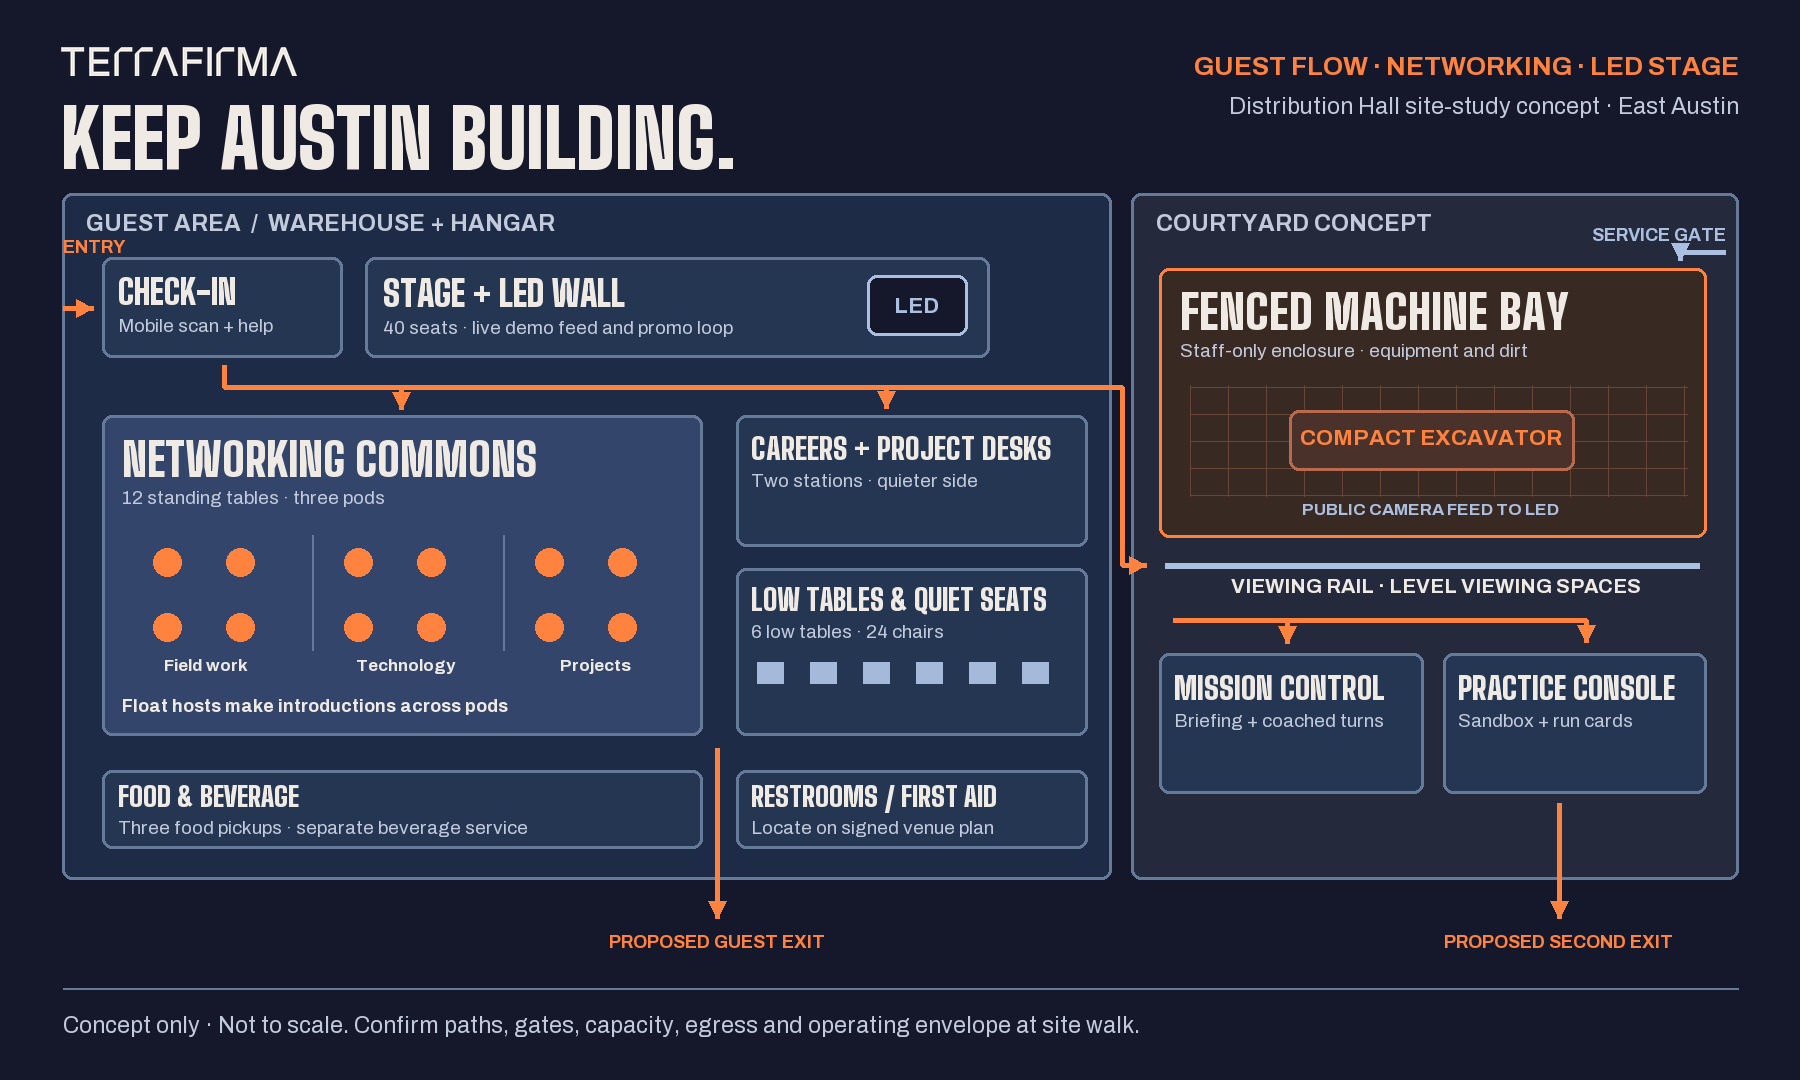 TERRAFIRMA
KEEP AUSTIN BUILDING.
GUEST FLOW · NETWORKING · LED STAGE
Distribution Hall site-study concept · East Austin
GUEST AREA / WAREHOUSE + HANGAR
ENTRY
CHECK-IN
Mobile scan + help
STAGE + LED WALL
40 seats · live demo feed and promo loop
LED
NETWORKING COMMONS
12 standing tables · three pods
Field work
Technology
Projects
Float hosts make introductions across pods
CAREERS + PROJECT DESKS
Two stations · quieter side
LOW TABLES & QUIET SEATS
6 low tables · 24 chairs
FOOD & BEVERAGE
Three food pickups · separate beverage service
RESTROOMS / FIRST AID
Locate on signed venue plan
PROPOSED GUEST EXIT
COURTYARD CONCEPT
SERVICE GATE
FENCED MACHINE BAY
Staff-only enclosure · equipment and dirt
COMPACT EXCAVATOR
PUBLIC CAMERA FEED TO LED
VIEWING RAIL · LEVEL VIEWING SPACES
MISSION CONTROL
Briefing + coached turns
PRACTICE CONSOLE
Sandbox + run cards
PROPOSED SECOND EXIT
Concept only · Not to scale. Confirm paths, gates, capacity, egress and operating envelope at site walk.